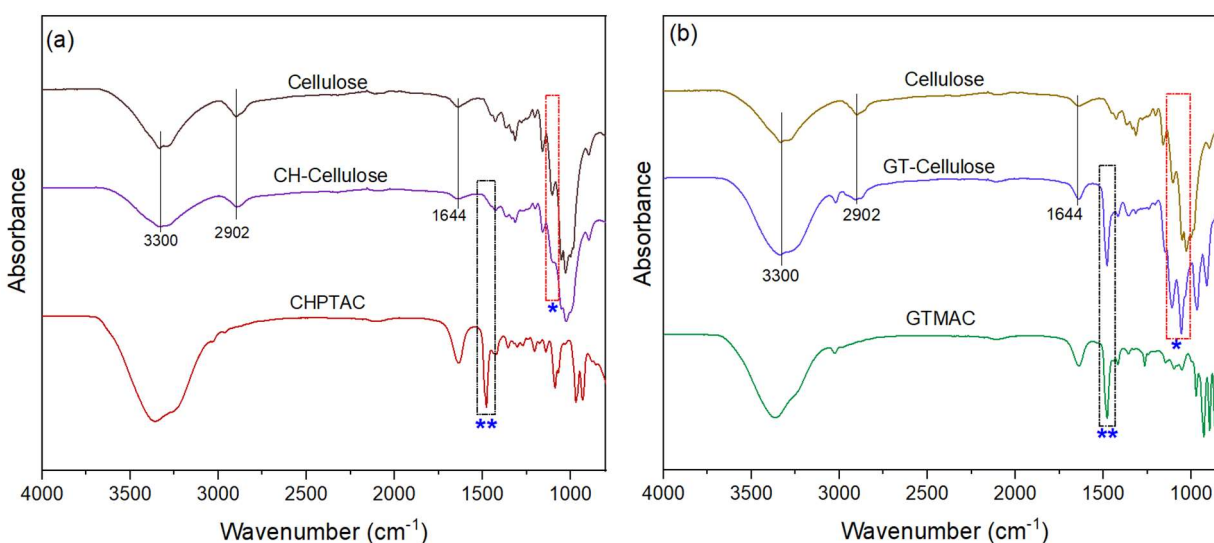 (a)
Cellulose
CH-Cellulose
3300
2902
1644
*
CHPTAC
**
Absorbance
4000 3500 3000 2500 2000 1500 1000
Wavenumber (cm⁻¹)
(b)
Cellulose
GT-Cellulose
2902
1644
3300
*
GTMAC
**
Absorbance
4000 3500 3000 2500 2000 1500 1000
Wavenumber (cm⁻¹)